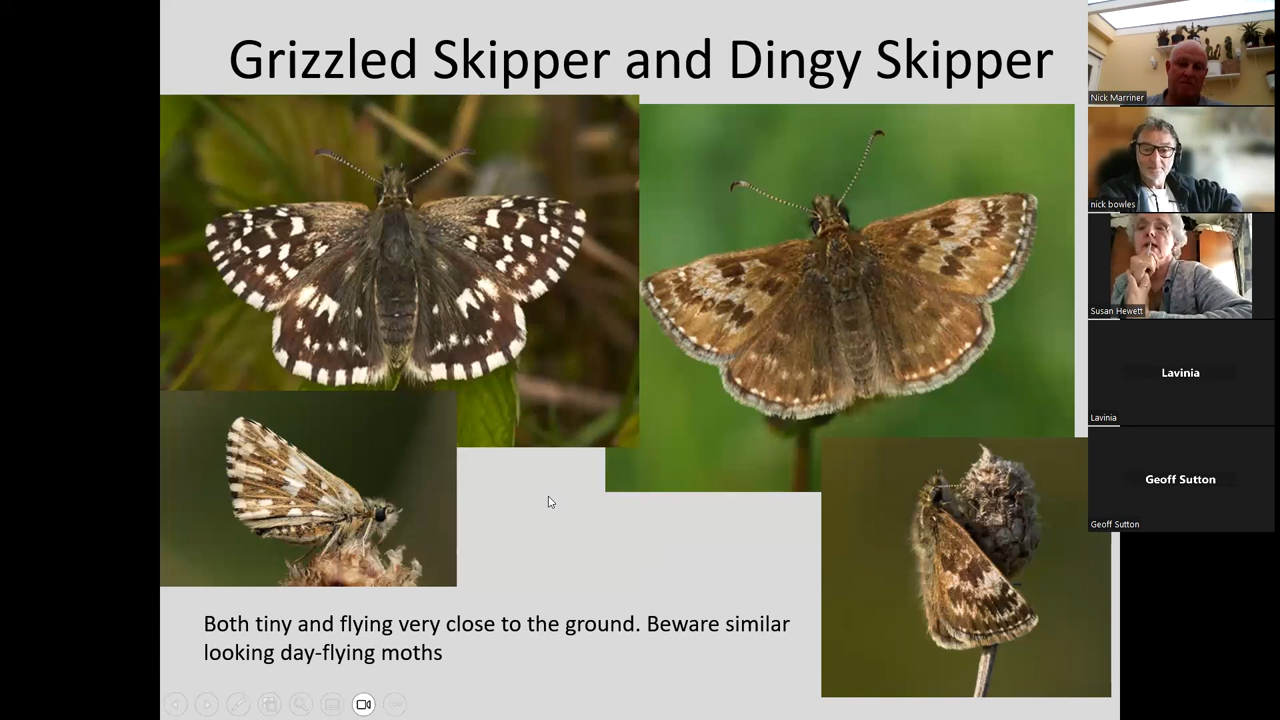 Grizzled Skipper and Dingy Skipper
Both tiny and flying very close to the ground. Beware similar
looking day-flying moths
Nick Marriner
nick bowles
Susan Hewett
Lavinia
Lavinia
Geoff Sutton
Geoff Sutton